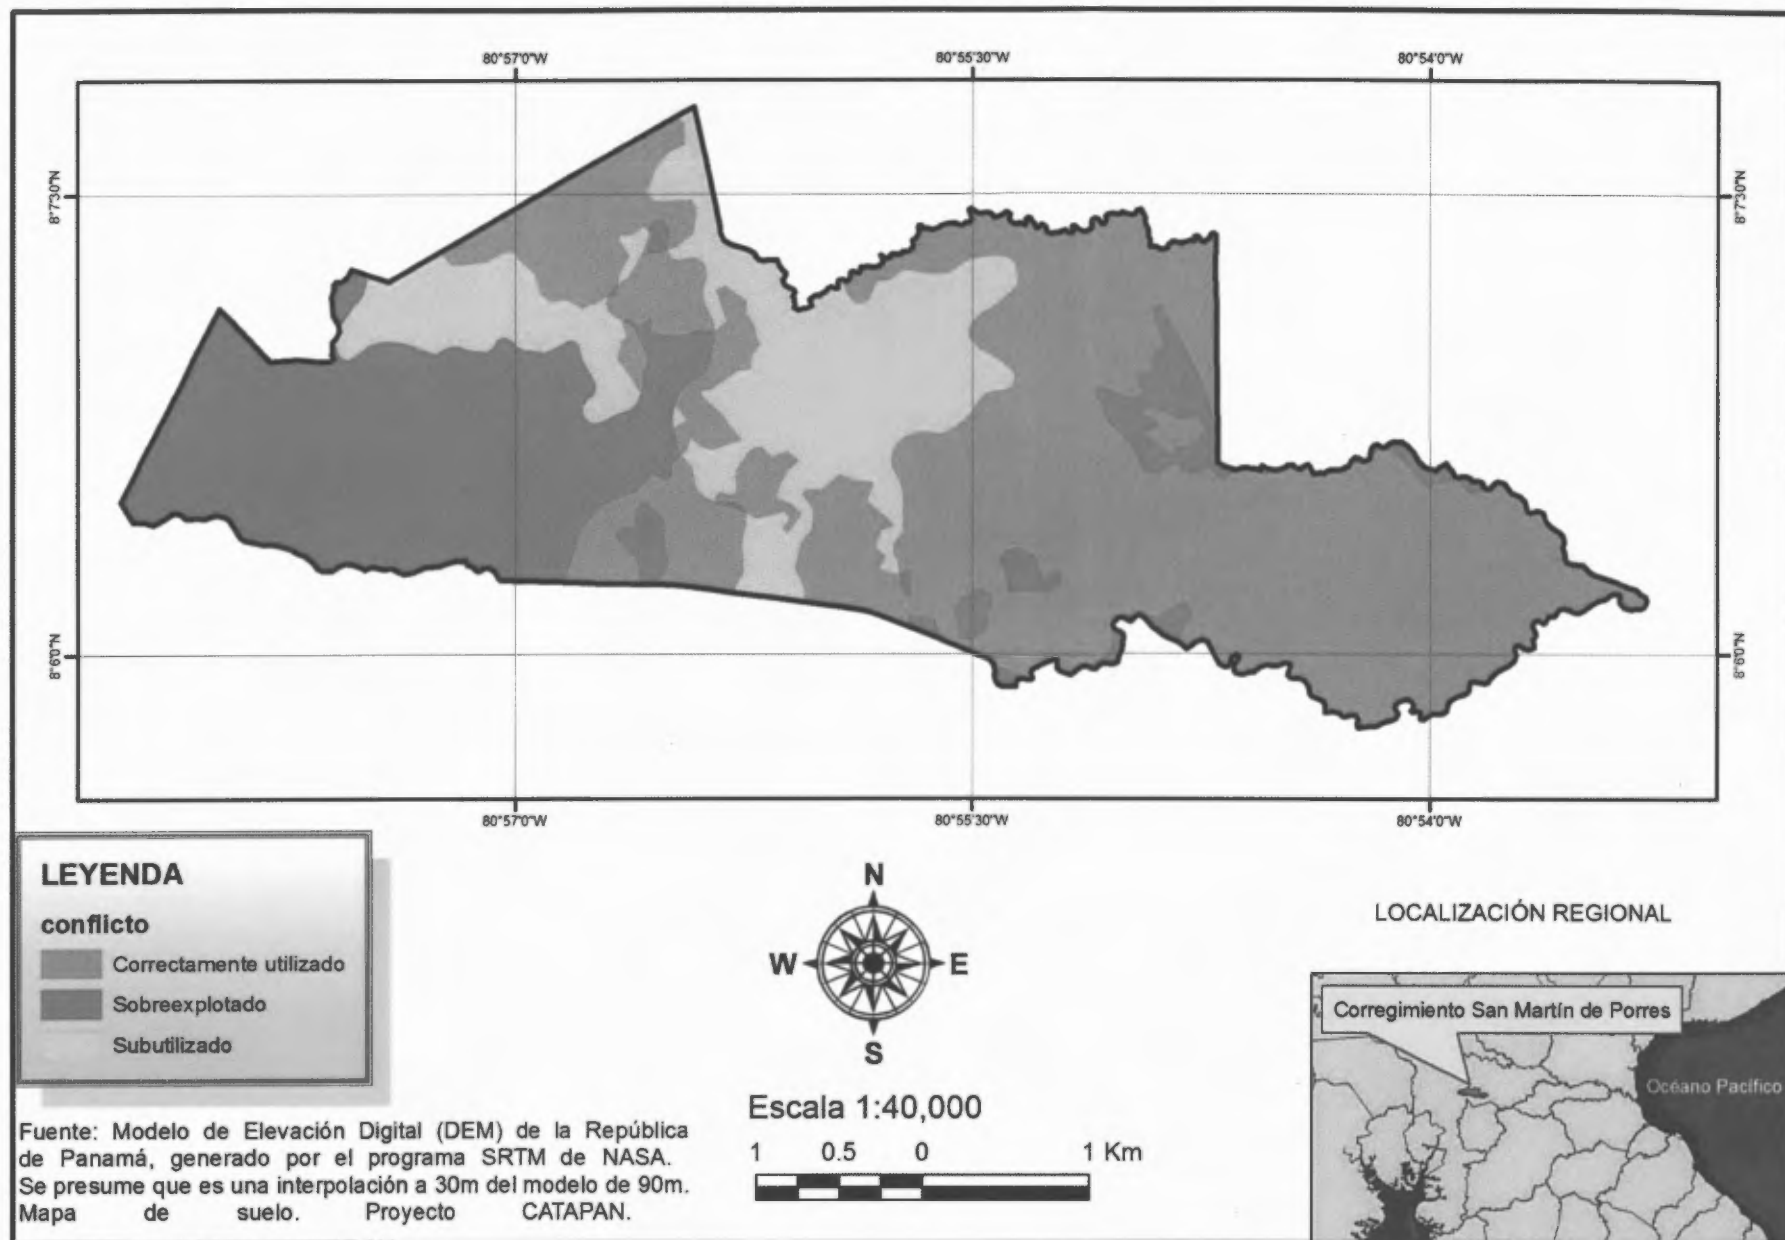 80°57'0"W 80°55'30"W 80°54'0"W
8°7'30"N 8°7'30"N
8°6'0"N 8°6'0"N
80°57'0"W 80°55'30"W 80°54'0"W
LEYENDA
conflicto
Correctamente utilizado
Sobreexplotado
Subutilizado
Fuente: Modelo de Elevación Digital (DEM) de la República
de Panamá, generado por el programa SRTM de NASA.
Se presume que es una interpolación a 30m del modelo de 90m.
Mapa de suelo. Proyecto CATAPAN.
N
W E
S
Escala 1:40,000
1 0.5 0 1 Km
LOCALIZACIÓN REGIONAL
Corregimiento San Martín de Porres
Océano Pacífico